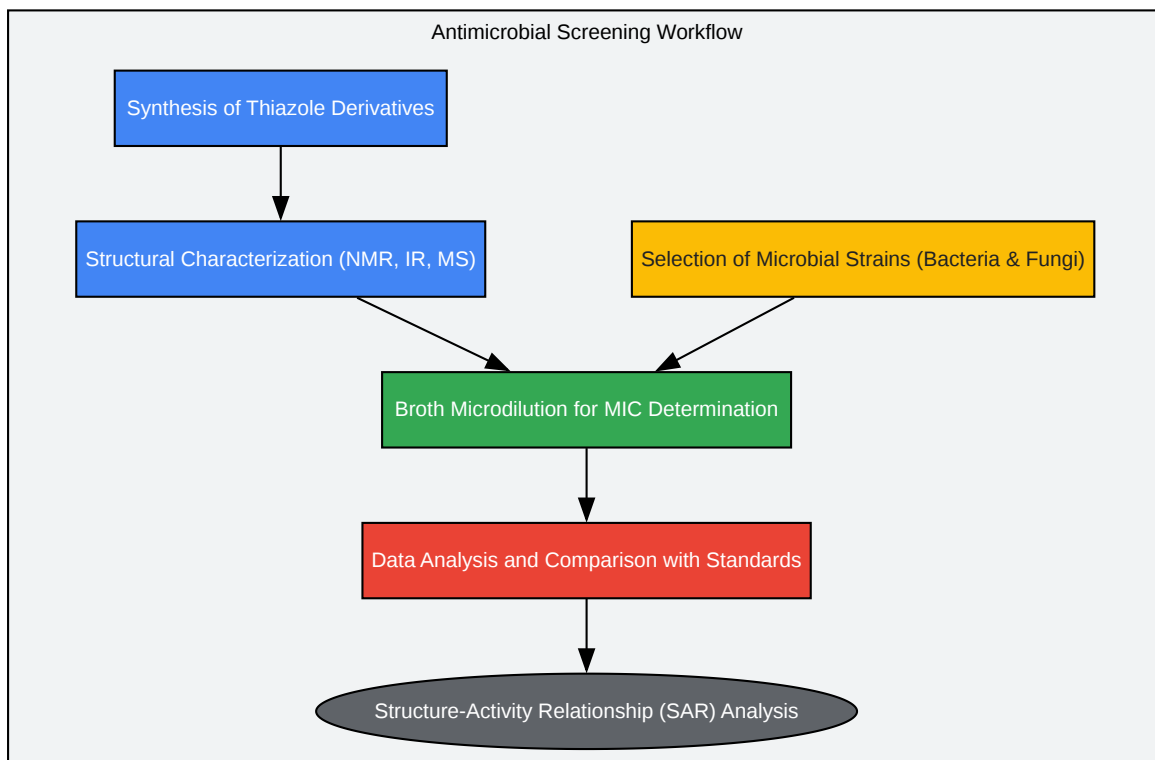 Antimicrobial Screening Workflow
Synthesis of Thiazole Derivatives
Structural Characterization (NMR, IR, MS)
Selection of Microbial Strains (Bacteria & Fungi)
Broth Microdilution for MIC Determination
Data Analysis and Comparison with Standards
Structure-Activity Relationship (SAR) Analysis